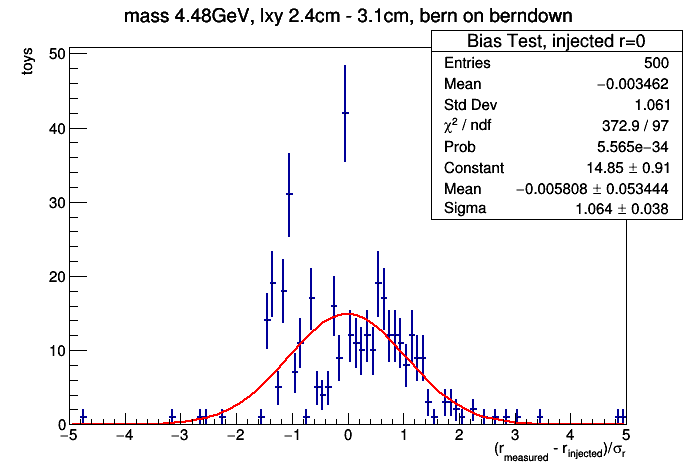 mass 4.48GeV, lxy 2.4cm - 3.1cm, bern on berndown
Bias Test, injected r=0
Entries 500
Mean −0.003462
Std Dev 1.061
χ² / ndf 372.9 / 97
Prob 5.565e−34
Constant 14.85 ± 0.91
Mean −0.005808 ± 0.053444
Sigma 1.064 ± 0.038
toys
50
40
30
20
10
0
−5 −4 −3 −2 −1 0 1 2 3 4 5
(r_measured - r_injected)/σ_r